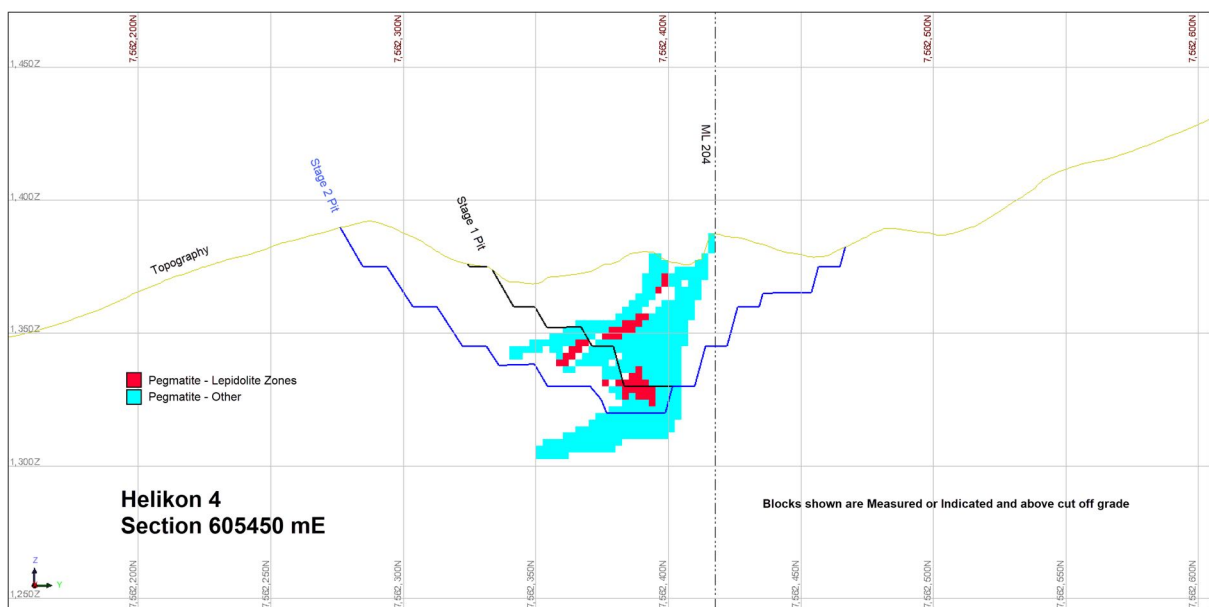 7,582,200N
7,582,300N
7,582,400N
7,582,500N
7,582,600N
1,450Z
ML 204
1,400Z
Stage 2 Pit
Stage 1 Pit
Topography
1,350Z
Pegmatite - Lepidolite Zones
Pegmatite - Other
1,300Z
Helikon 4
Section 605450 mE
Blocks shown are Measured or Indicated and above cut off grade
Z
Y
1,250Z
7,582,200N
7,582,250N
7,582,300N
7,582,350N
7,582,400N
7,582,450N
7,582,500N
7,582,550N
7,582,600N